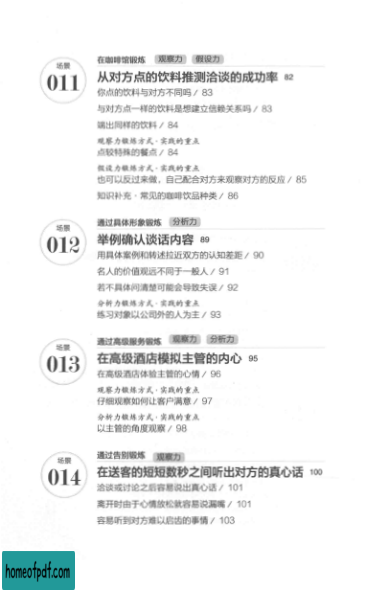 场景
011
在咖啡馆锻炼 观察力 假设力
从对方点的饮料推测洽谈的成功率 82
你点的饮料与对方不同吗 / 83
与对方点一样的饮料是想建立信赖关系吗 / 83
端出同样的饮料 / 84
观察力锻炼方式·实践的重点
点较特殊的餐点 / 84
假设力锻炼方式·实践的重点
也可以反过来做，自己配合对方来观察对方的反应 / 85
知识补充·常见的咖啡饮品种类 / 86
场景
012
通过具体形象锻炼 分析力
举例确认谈话内容 89
用具体案例和转述拉近双方的认知差距 / 90
名人的价值观远不同于一般人 / 91
若不具体问清楚可能会导致失误 / 92
分析力锻炼方式·实践的重点
练习对象以公司外的人为主 / 93
场景
013
通过高级服务锻炼 观察力 分析力
在高级酒店模拟主管的内心 95
在高级酒店体验主管的心情 / 96
观察力锻炼方式·实践的重点
仔细观察如何让客户满意 / 97
分析力锻炼方式·实践的重点
以主管的角度观察 / 98
场景
014
通过告别锻炼 观察力
在送客的短短数秒之间听出对方的真心话 100
洽谈或讨论之后容易说出真心话 / 101
离开时由于心情放松就容易说漏嘴 / 101
容易听到对方难以启齿的事情 / 103
homeofpdf.com